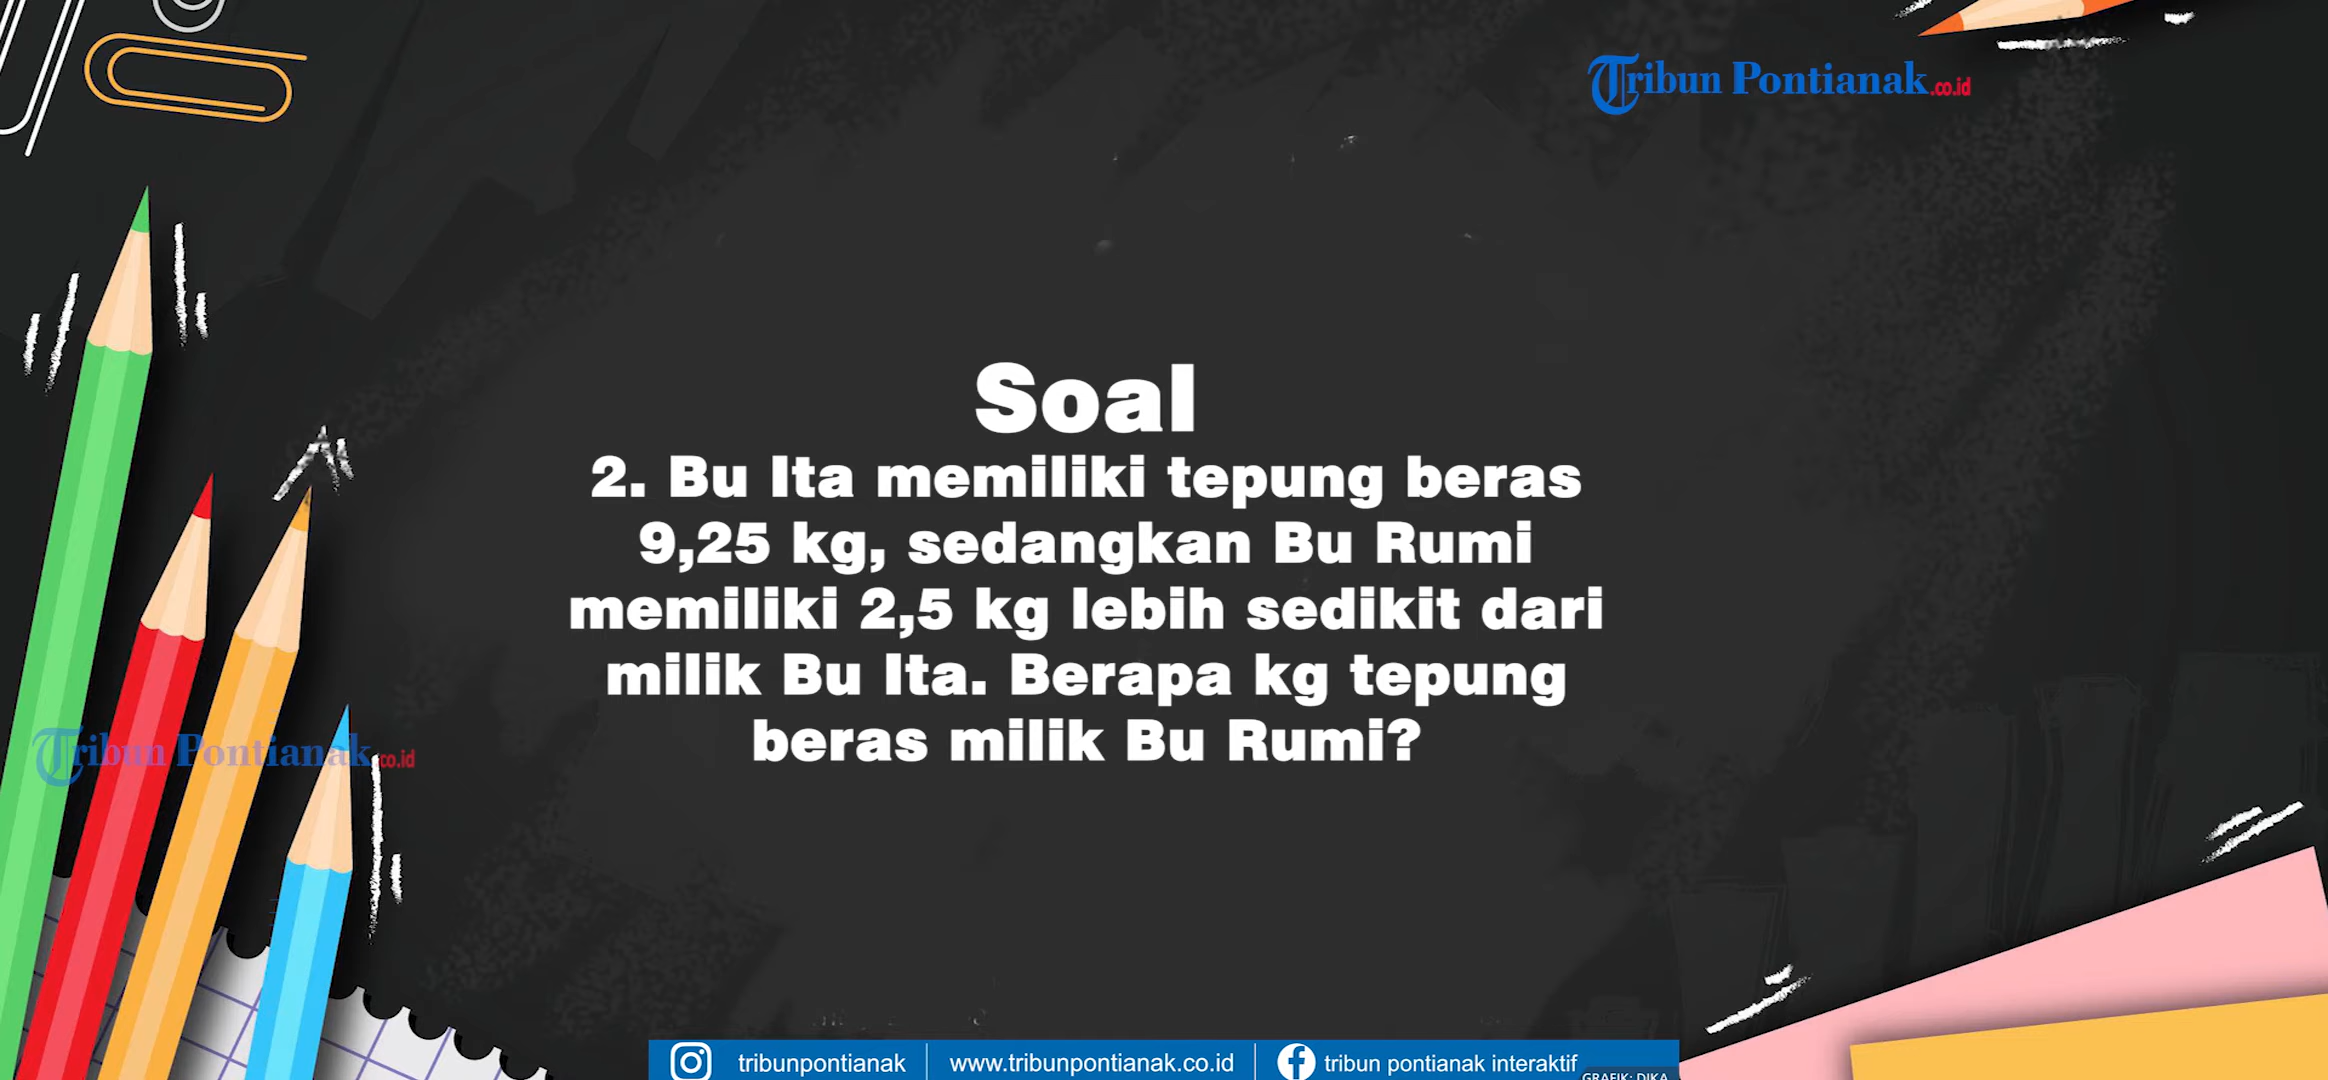 Tribun Pontianak.co.id
Soal
2. Bu Ita memiliki tepung beras
9,25 kg, sedangkan Bu Rumi
memiliki 2,5 kg lebih sedikit dari
milik Bu Ita. Berapa kg tepung
beras milik Bu Rumi?
Tribun Pontianak.co.id
tribunpontianak
www.tribunpontianak.co.id
tribun pontianak interaktif
GRAFIK: DIKA